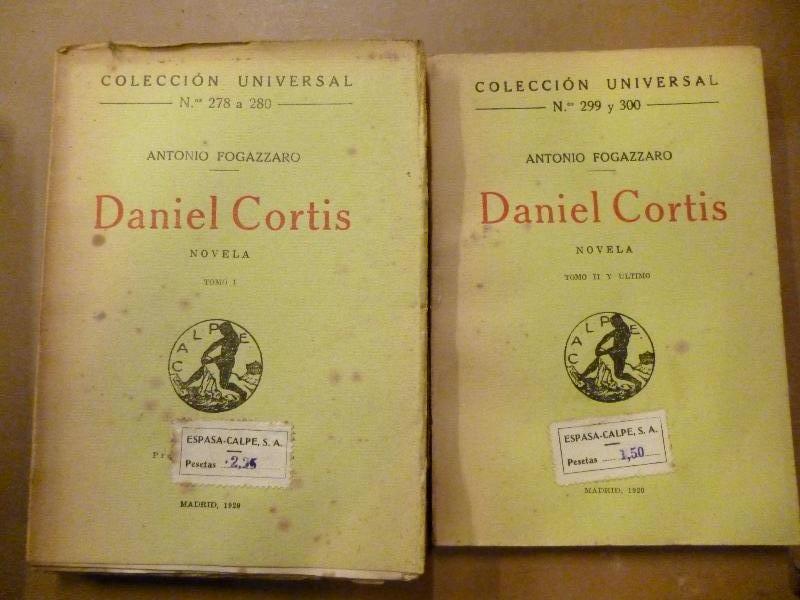 COLECCIÓN UNIVERSAL
N.os 278 a 280
ANTONIO FOGAZZARO
Daniel Cortis
NOVELA
TOMO I
CALPE
ESPASA-CALPE, S. A.
Pesetas
MADRID, 1920
COLECCIÓN UNIVERSAL
N.os 299 y 300
ANTONIO FOGAZZARO
Daniel Cortis
NOVELA
TOMO II Y ULTIMO
CALPE
ESPASA-CALPE, S. A.
Pesetas 1,50
MADRID, 1920